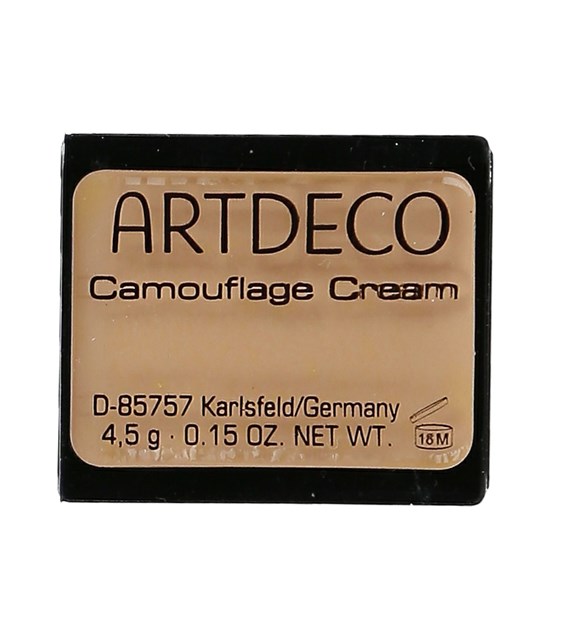 ARTDECO
Camouflage Cream
D-85757 Karlsfeld/Germany
4,5 g · 0.15 OZ. NET WT.
18M